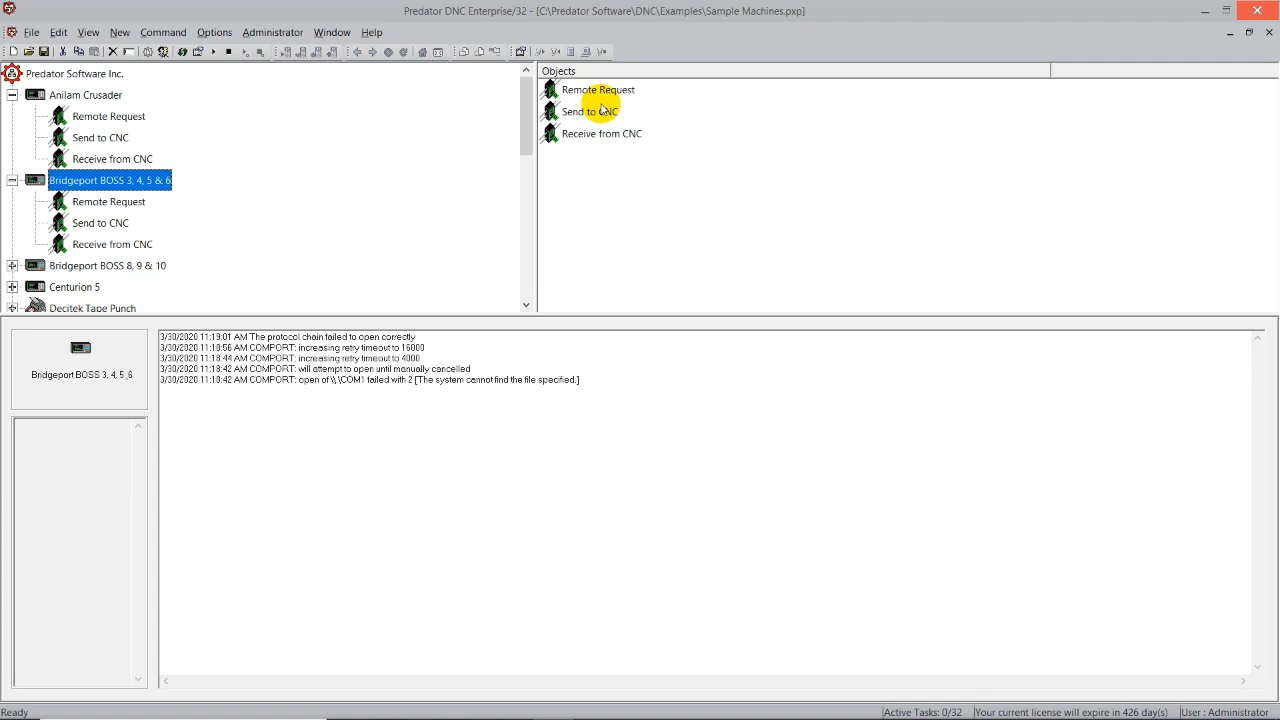 Predator DNC Enterprise/32 - [C:\Predator Software\DNC\Examples\Sample Machines.pxp]
File Edit View New Command Options Administrator Window Help
Predator Software Inc.
Anilam Crusader
Remote Request
Send to CNC
Receive from CNC
Bridgeport BOSS 3, 4, 5 & 6
Remote Request
Send to CNC
Receive from CNC
Bridgeport BOSS 8, 9 & 10
Centurion 5
Decitek Tape Punch
Objects
Remote Request
Send to CNC
Receive from CNC
Bridgeport BOSS 3, 4, 5 ,6
3/30/2020 11:19:01 AM The protocol chain failed to open correctly
3/30/2020 11:18:56 AM COMPORT: increasing retry timeout to 16000
3/30/2020 11:18:44 AM COMPORT: increasing retry timeout to 4000
3/30/2020 11:18:42 AM COMPORT: will attempt to open until manually cancelled
3/30/2020 11:18:42 AM COMPORT: open of \\.\COM1 failed with 2 [The system cannot find the file specified.]
Ready Active Tasks: 0/32 Your current license will expire in 426 day(s) User : Administrator